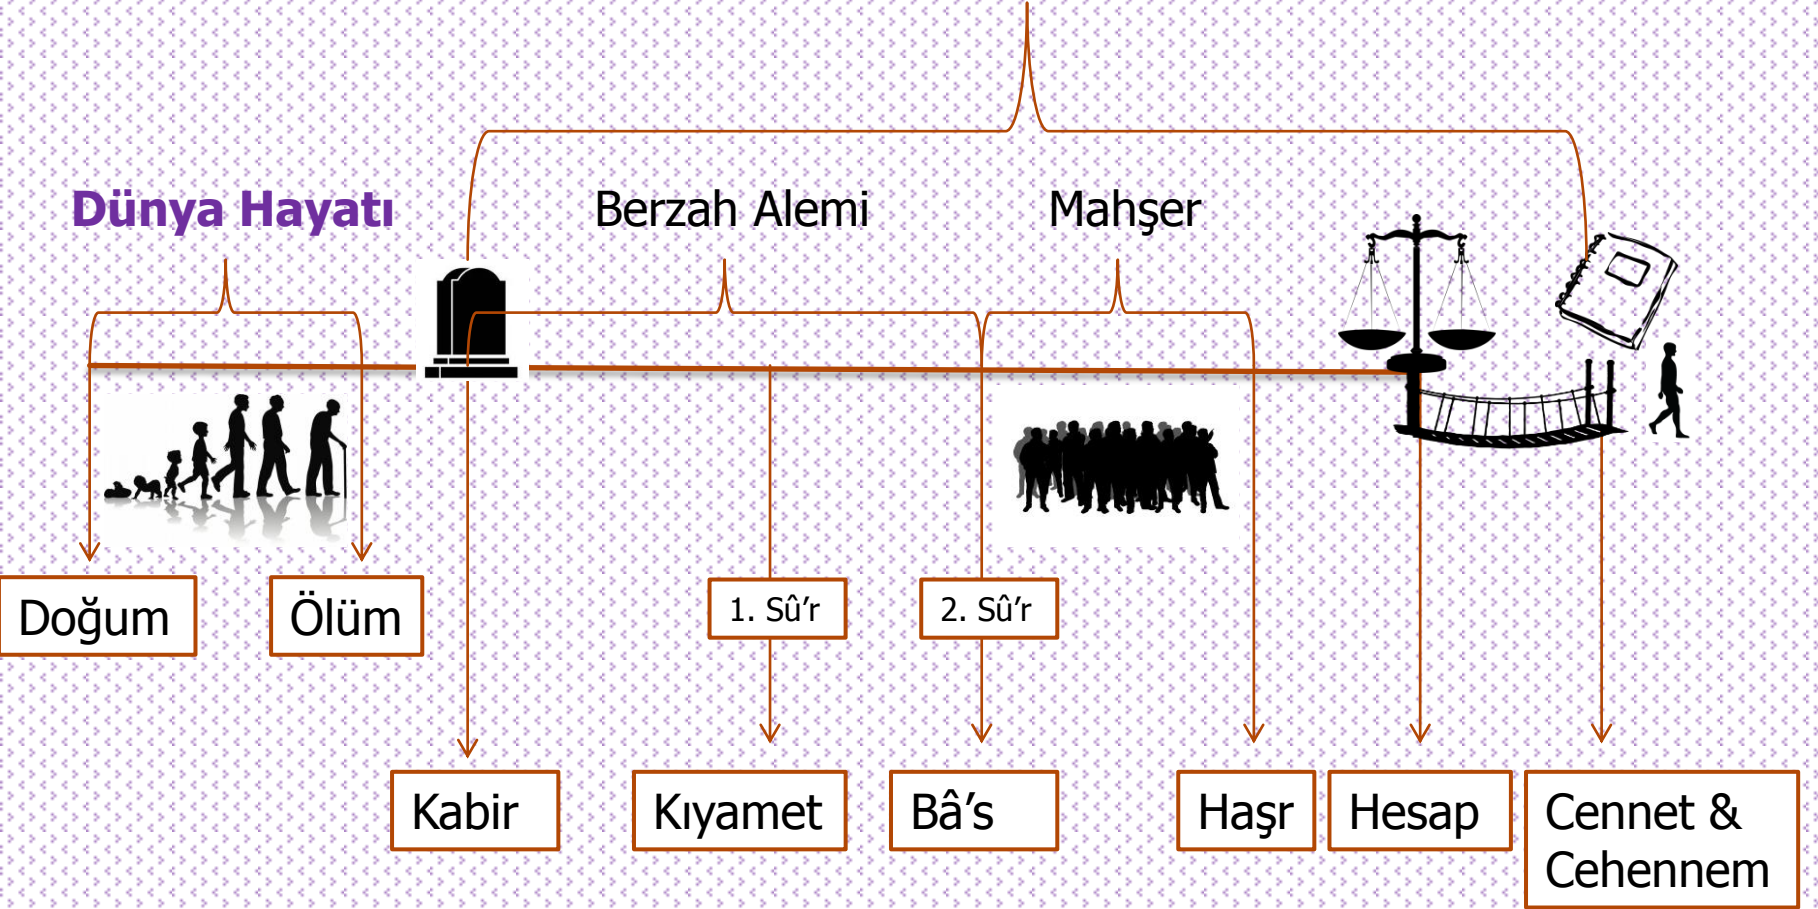 Dünya Hayatı
Berzah Alemi
Mahşer
Doğum
Ölüm
1. Sû’r
2. Sû’r
Kabir
Kıyamet
Bâ’s
Haşr
Hesap
Cennet &
Cehennem